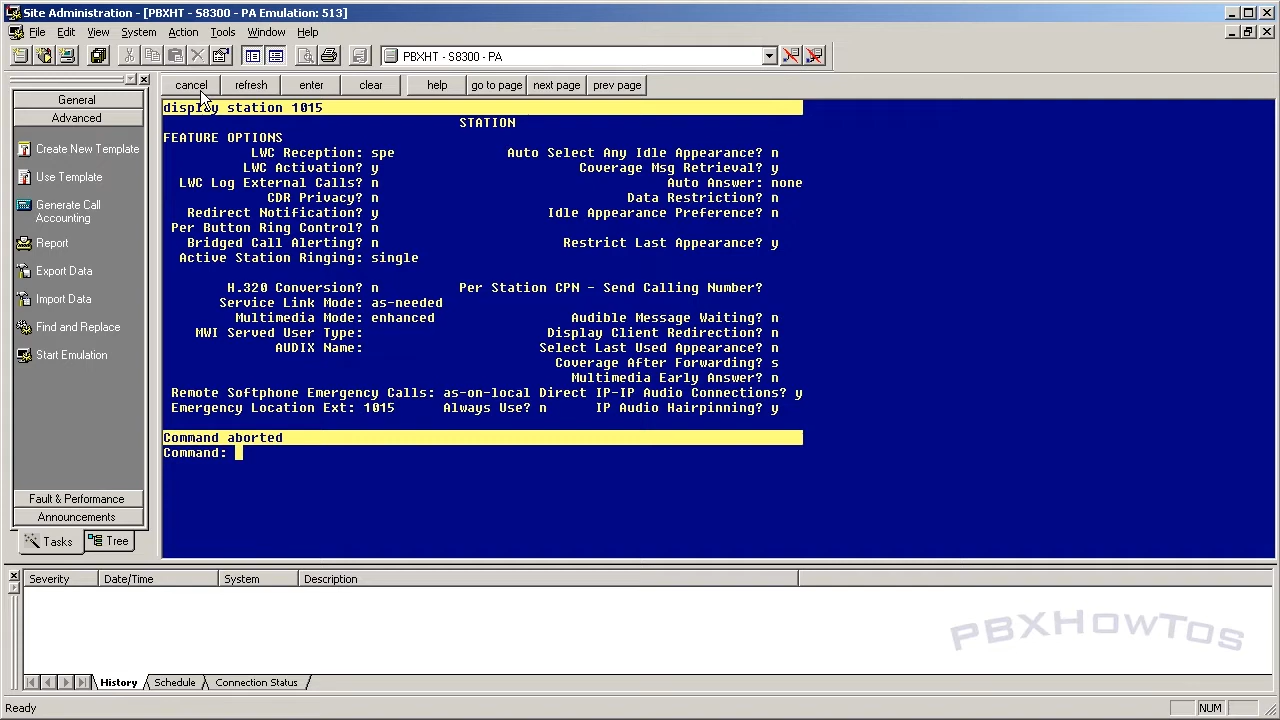 Site Administration - [PBXHT - S8300 - PA Emulation: 513]
File Edit View System Action Tools Window Help
PBXHT - S8300 - PA
cancel refresh enter clear help go to page next page prev page
General
Advanced
Create New Template
Use Template
Generate Call
Accounting
Report
Export Data
Import Data
Find and Replace
Start Emulation
Fault & Performance
Announcements
Tasks Tree
display station 1015
STATION
FEATURE OPTIONS
LWC Reception: spe Auto Select Any Idle Appearance? n
LWC Activation? y Coverage Msg Retrieval? y
LWC Log External Calls? n Auto Answer: none
CDR Privacy? n Data Restriction? n
Redirect Notification? y Idle Appearance Preference? n
Per Button Ring Control? n
Bridged Call Alerting? n Restrict Last Appearance? y
Active Station Ringing: single
H.320 Conversion? n Per Station CPN - Send Calling Number?
Service Link Mode: as-needed
Multimedia Mode: enhanced Audible Message Waiting? n
MWI Served User Type: Display Client Redirection? n
AUDIX Name: Select Last Used Appearance? n
Coverage After Forwarding? s
Multimedia Early Answer? n
Remote Softphone Emergency Calls: as-on-local Direct IP-IP Audio Connections? y
Emergency Location Ext: 1015 Always Use? n IP Audio Hairpinning? y
Command aborted
Command:
Severity Date/Time System Description
PBXHowTos
History Schedule Connection Status
Ready NUM